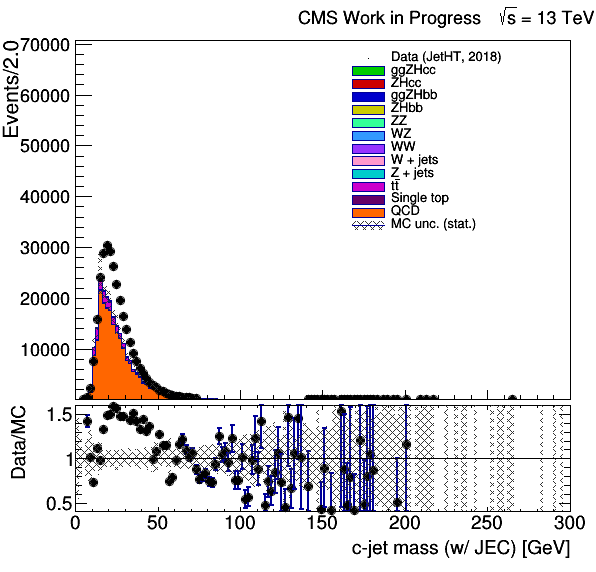 CMS Work in Progress √s = 13 TeV
Events/2.0
70000
60000
50000
40000
30000
20000
10000
Data (JetHT, 2018)
ggZHcc
ZHcc
ggZHbb
ZHbb
ZZ
WZ
WW
W + jets
Z + jets
tt̄
Single top
QCD
MC unc. (stat.)
Data/MC
1.5
1
0.5
0 50 100 150 200 250 300
c-jet mass (w/ JEC) [GeV]